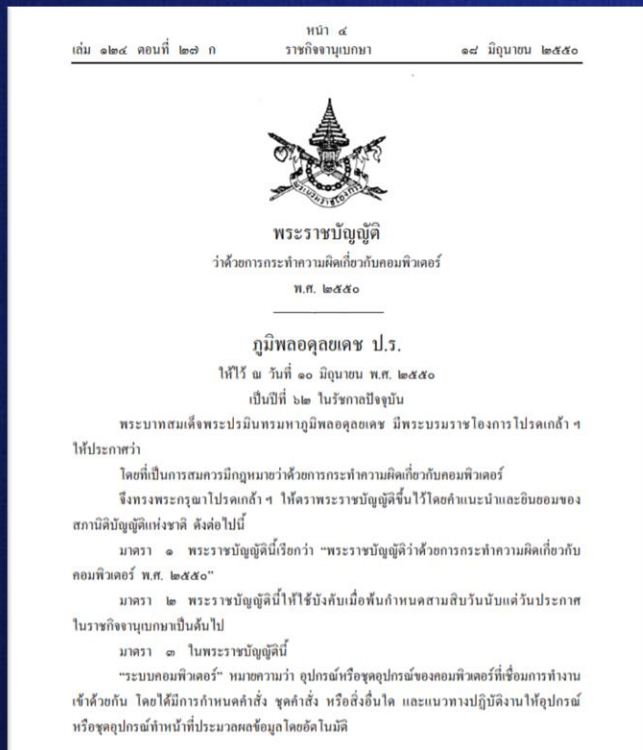 หน้า ๔
เล่ม ๑๒๔ ตอนที่ ๒๗ ก ราชกิจจานุเบกษา ๑๘ มิถุนายน ๒๕๕๐
พระบรมราชโองการ
พระราชบัญญัติ
ว่าด้วยการกระทำความผิดเกี่ยวกับคอมพิวเตอร์
พ.ศ. ๒๕๕๐
ภูมิพลอดุลยเดช ป.ร.
ให้ไว้ ณ วันที่ ๑๐ มิถุนายน พ.ศ. ๒๕๕๐
เป็นปีที่ ๖๒ ในรัชกาลปัจจุบัน
พระบาทสมเด็จพระปรมินทรมหาภูมิพลอดุลยเดช มีพระบรมราชโองการโปรดเกล้า ฯ
ให้ประกาศว่า
โดยที่เป็นการสมควรมีกฎหมายว่าด้วยการกระทำความผิดเกี่ยวกับคอมพิวเตอร์
จึงทรงพระกรุณาโปรดเกล้า ฯ ให้ตราพระราชบัญญัติขึ้นไว้โดยคำแนะนำและยินยอมของ
สภานิติบัญญัติแห่งชาติ ดังต่อไปนี้
มาตรา ๑ พระราชบัญญัตินี้เรียกว่า “พระราชบัญญัติว่าด้วยการกระทำความผิดเกี่ยวกับ
คอมพิวเตอร์ พ.ศ. ๒๕๕๐”
มาตรา ๒ พระราชบัญญัตินี้ให้ใช้บังคับเมื่อพ้นกำหนดสามสิบวันนับแต่วันประกาศ
ในราชกิจจานุเบกษาเป็นต้นไป
มาตรา ๓ ในพระราชบัญญัตินี้
“ระบบคอมพิวเตอร์” หมายความว่า อุปกรณ์หรือชุดอุปกรณ์ของคอมพิวเตอร์ที่เชื่อมการทำงาน
เข้าด้วยกัน โดยได้มีการกำหนดคำสั่ง ชุดคำสั่ง หรือสิ่งอื่นใด และแนวทางปฏิบัติงานให้อุปกรณ์
หรือชุดอุปกรณ์ทำหน้าที่ประมวลผลข้อมูลโดยอัตโนมัติ